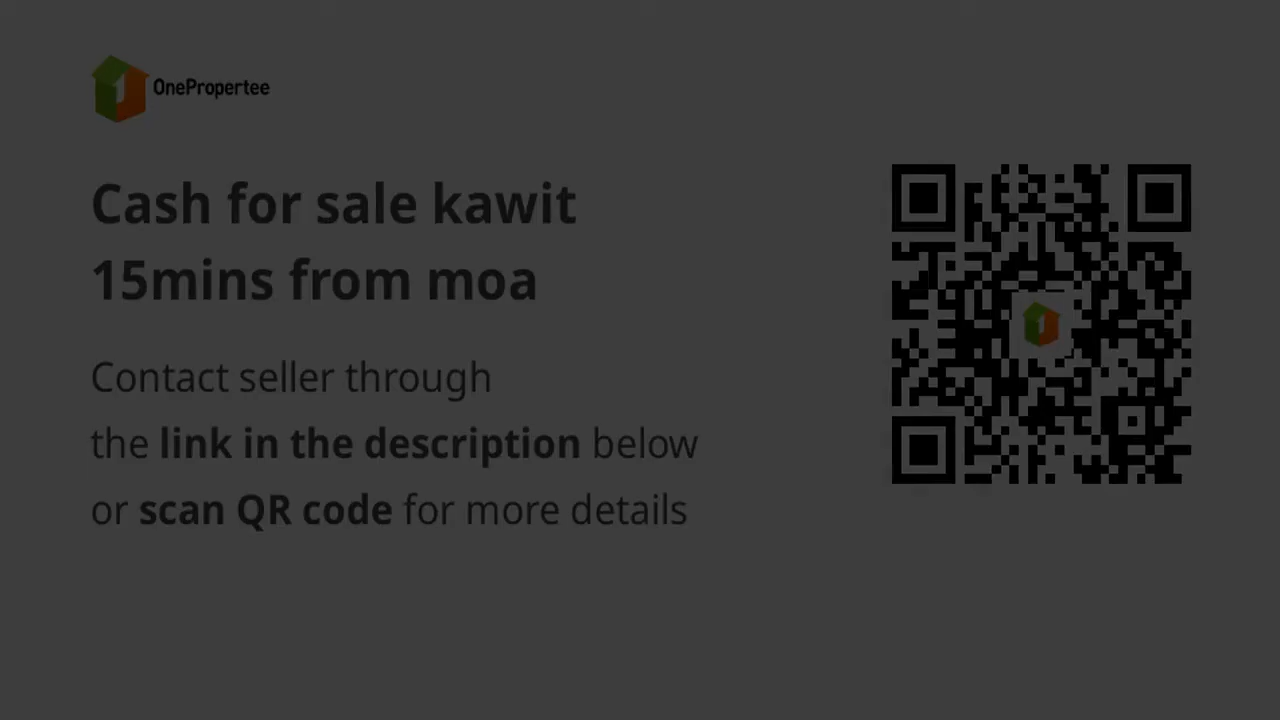 OnePropertee
Cash for sale kawit
15mins from moa
Contact seller through
the link in the description below
or scan QR code for more details